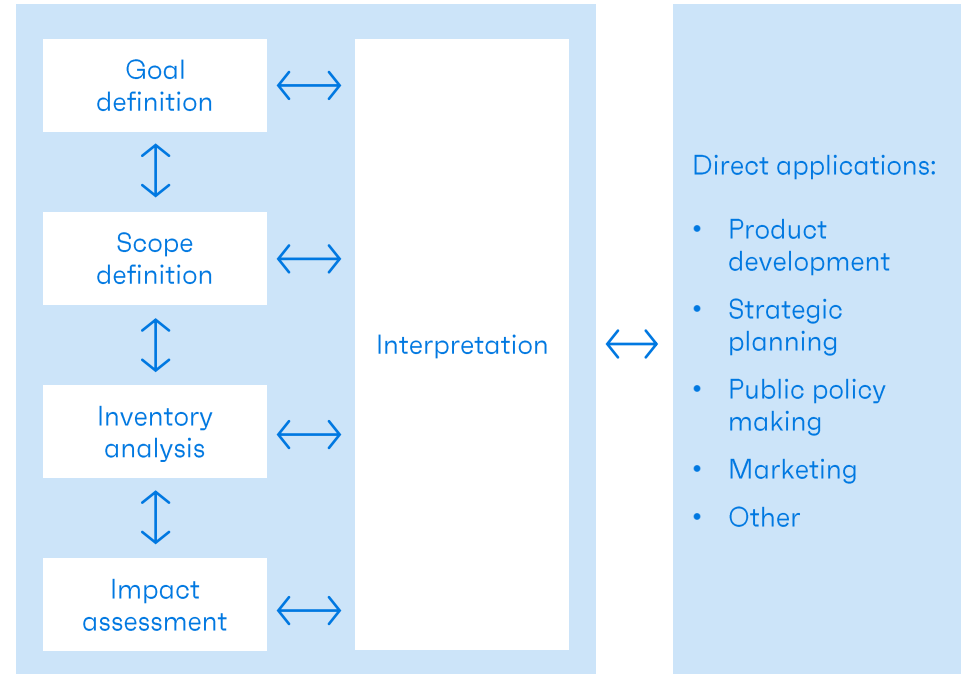 Goal
definition
Scope
definition
Inventory
analysis
Impact
assessment
Interpretation
Direct applications:
• Product
development
• Strategic
planning
• Public policy
making
• Marketing
• Other